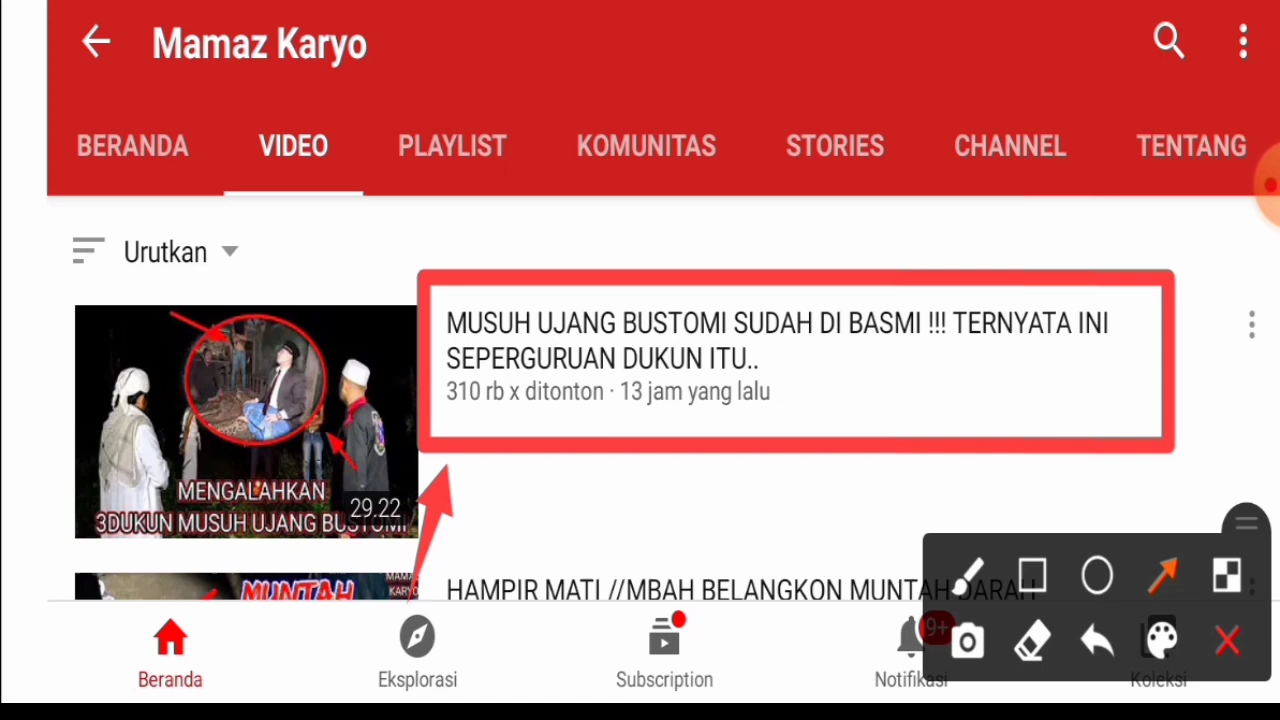 Mamaz Karyo
BERANDA VIDEO PLAYLIST KOMUNITAS STORIES CHANNEL TENTANG
Urutkan
MUSUH UJANG BUSTOMI SUDAH DI BASMI !!! TERNYATA INI
SEPERGURUAN DUKUN ITU..
310 rb x ditonton · 13 jam yang lalu
MENGALAHKAN
3DUKUN MUSUH UJANG BUSTOMI
29.22
MUNTAH
MAMAZ
KARYO
HAMPIR MATI //MBAH BELANGKON MUNTAH DARAH
9+
Beranda Eksplorasi Subscription Notifikasi Koleksi